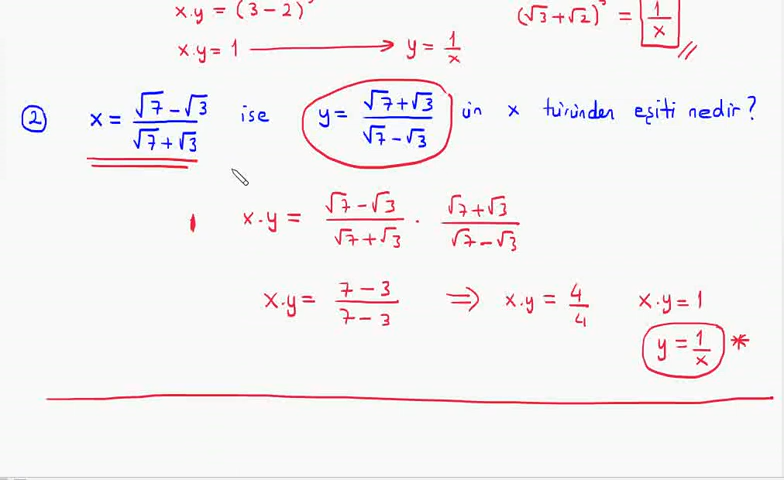 x.y = (3-2)
(√3+√2) = 1/x
x.y = 1 → y = 1/x
② x = (√7-√3)/(√7+√3) ise y = (√7+√3)/(√7-√3) ün x türünden eşiti nedir?
x.y = (√7-√3)/(√7+√3) . (√7+√3)/(√7-√3)
x.y = (7-3)/(7-3) ⇒ x.y = 4/4 x.y = 1
y = 1/x *